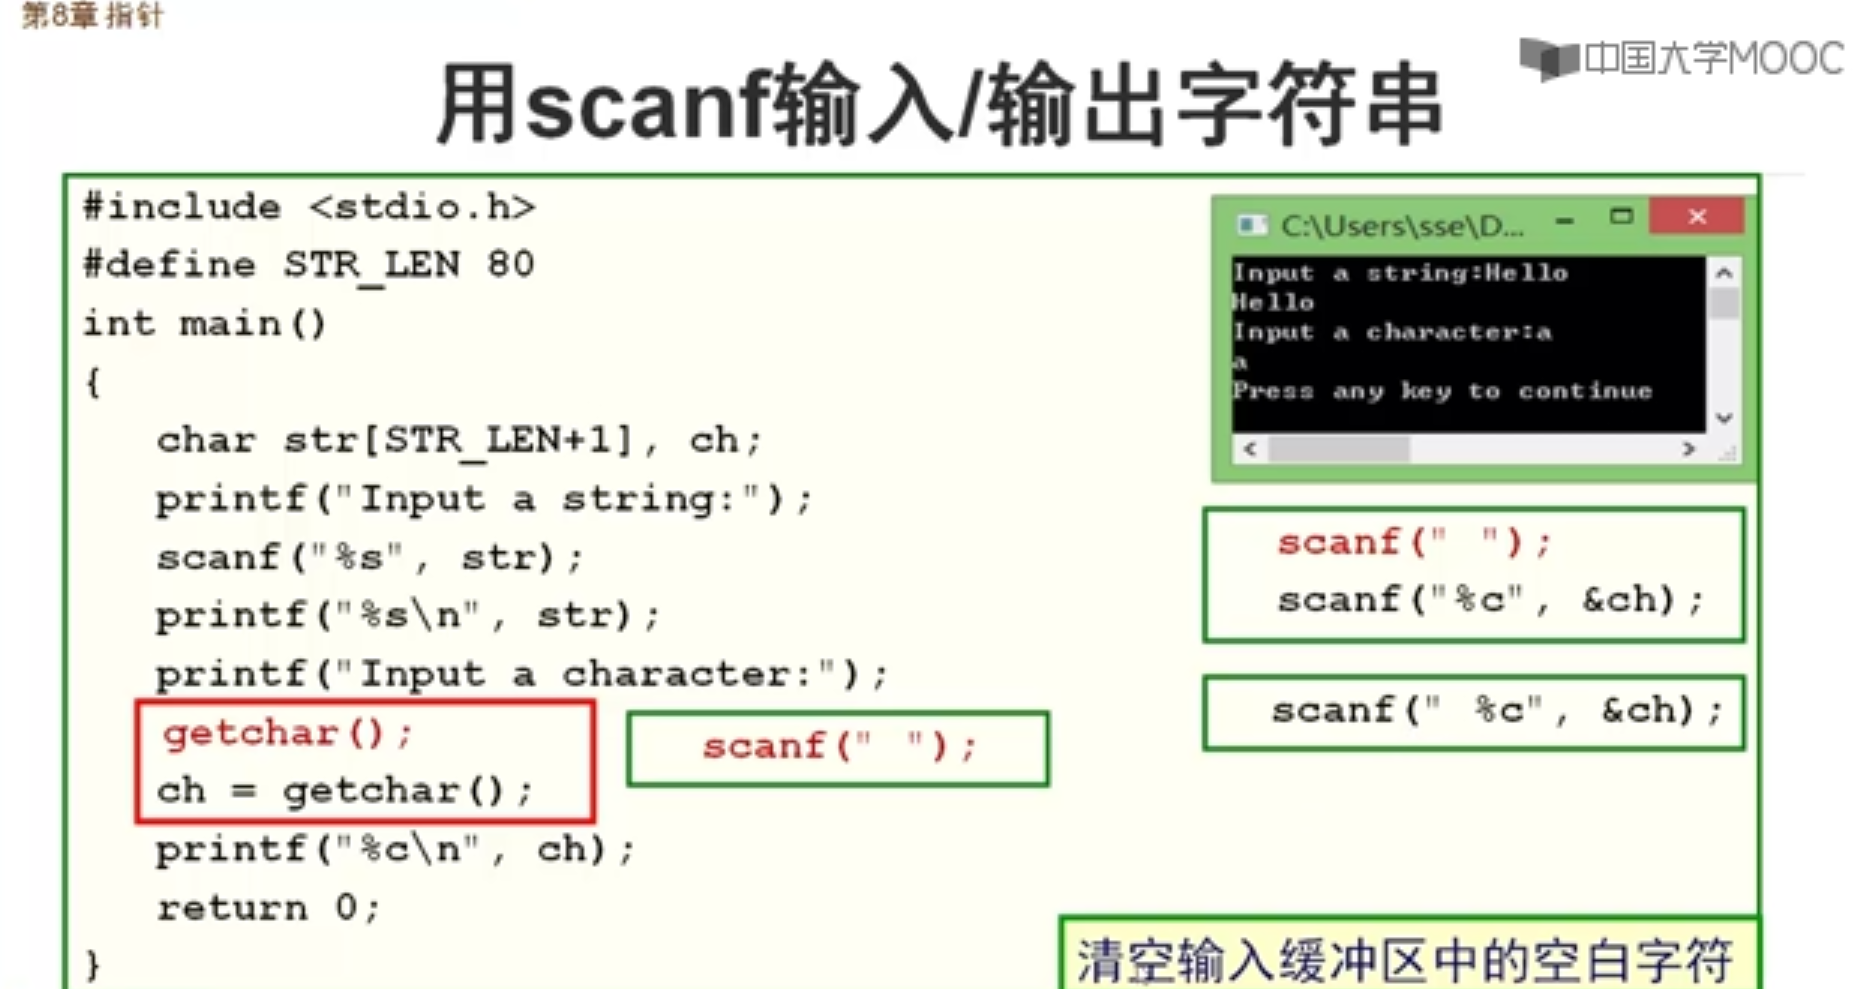 第8章 指针
中国大学MOOC
用scanf输入/输出字符串
#include <stdio.h>
#define STR_LEN 80
int main()
{
char str[STR_LEN+1], ch;
printf("Input a string:");
scanf("%s", str);
printf("%s\n", str);
printf("Input a character:");
getchar();
ch = getchar();
scanf(" ");
printf("%c\n", ch);
return 0;
}
C:\Users\sse\D...
Input a string:Hello
Hello
Input a character:a
a
Press any key to continue
scanf(" ");
scanf("%c", &ch);
scanf(" %c", &ch);
清空输入缓冲区中的空白字符